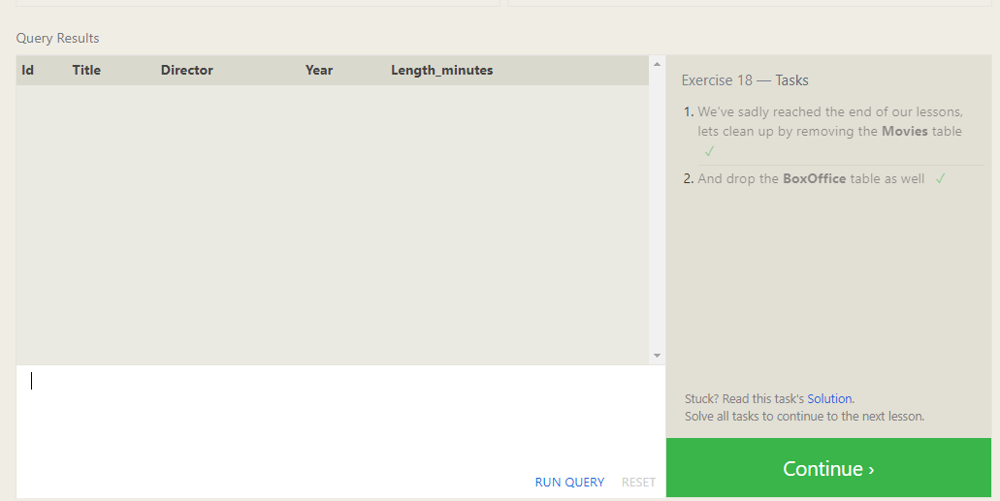 Query Results
Id Title Director Year Length_minutes
Exercise 18 — Tasks
1. We've sadly reached the end of our lessons,
lets clean up by removing the Movies table
✓
2. And drop the BoxOffice table as well ✓
Stuck? Read this task's Solution.
Solve all tasks to continue to the next lesson.
RUN QUERY RESET
Continue ›